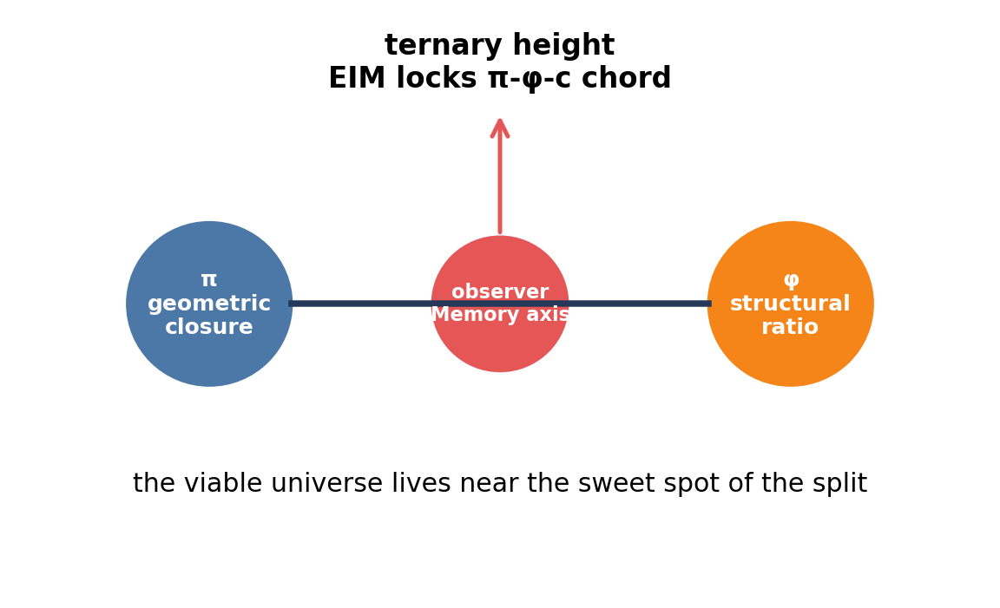 ternary height
EIM locks π-φ-c chord
π
geometric
closure
observer
Memory axis
φ
structural
ratio
the viable universe lives near the sweet spot of the split